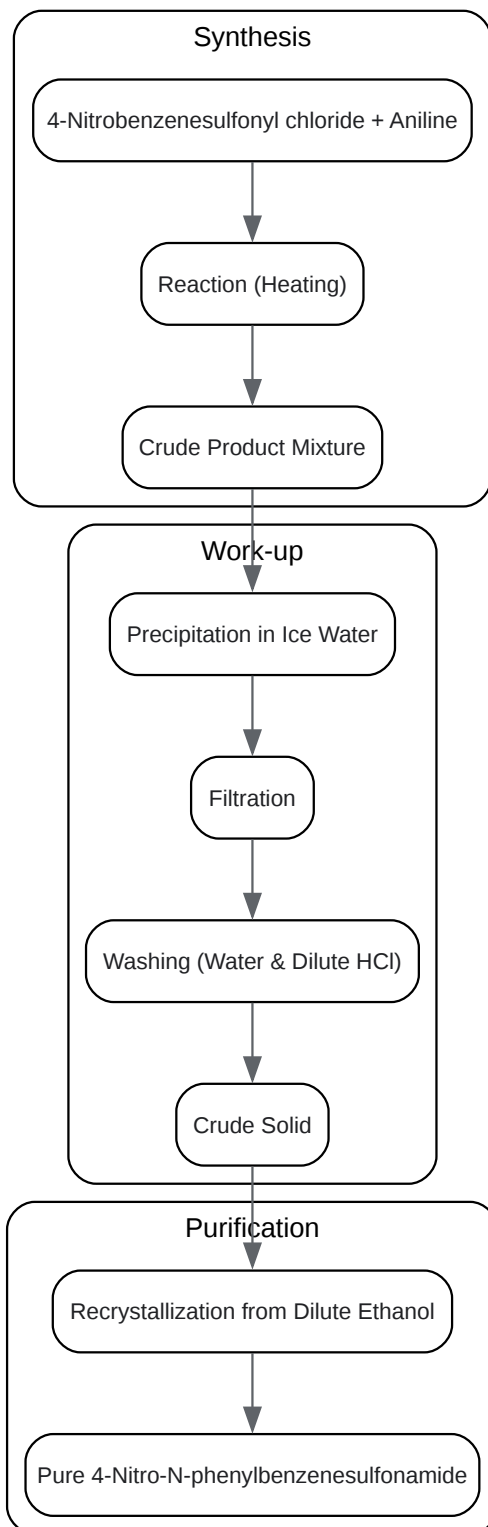 Synthesis
4-Nitrobenzenesulfonyl chloride + Aniline
Reaction (Heating)
Crude Product Mixture
Work-up
Precipitation in Ice Water
Filtration
Washing (Water & Dilute HCl)
Crude Solid
Purification
Recrystallization from Dilute Ethanol
Pure 4-Nitro-N-phenylbenzenesulfonamide